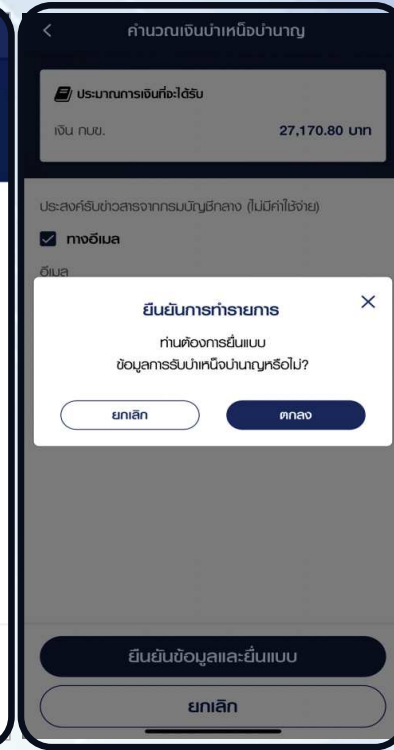 คำนวณเงินบำเหน็จบำนาญ
ประมาณการเงินที่จะได้รับ
เงิน กบข. 27,170.80 บาท
ประสงค์รับข่าวสารจากกรมบัญชีกลาง (ไม่มีค่าใช้จ่าย)
ทางอีเมล
อีเมล
ยืนยันการทำรายการ
ท่านต้องการยื่นแบบ
ข้อมูลการรับบำเหน็จบำนาญหรือไม่?
ยกเลิก ตกลง
ยืนยันข้อมูลและยื่นแบบ
ยกเลิก